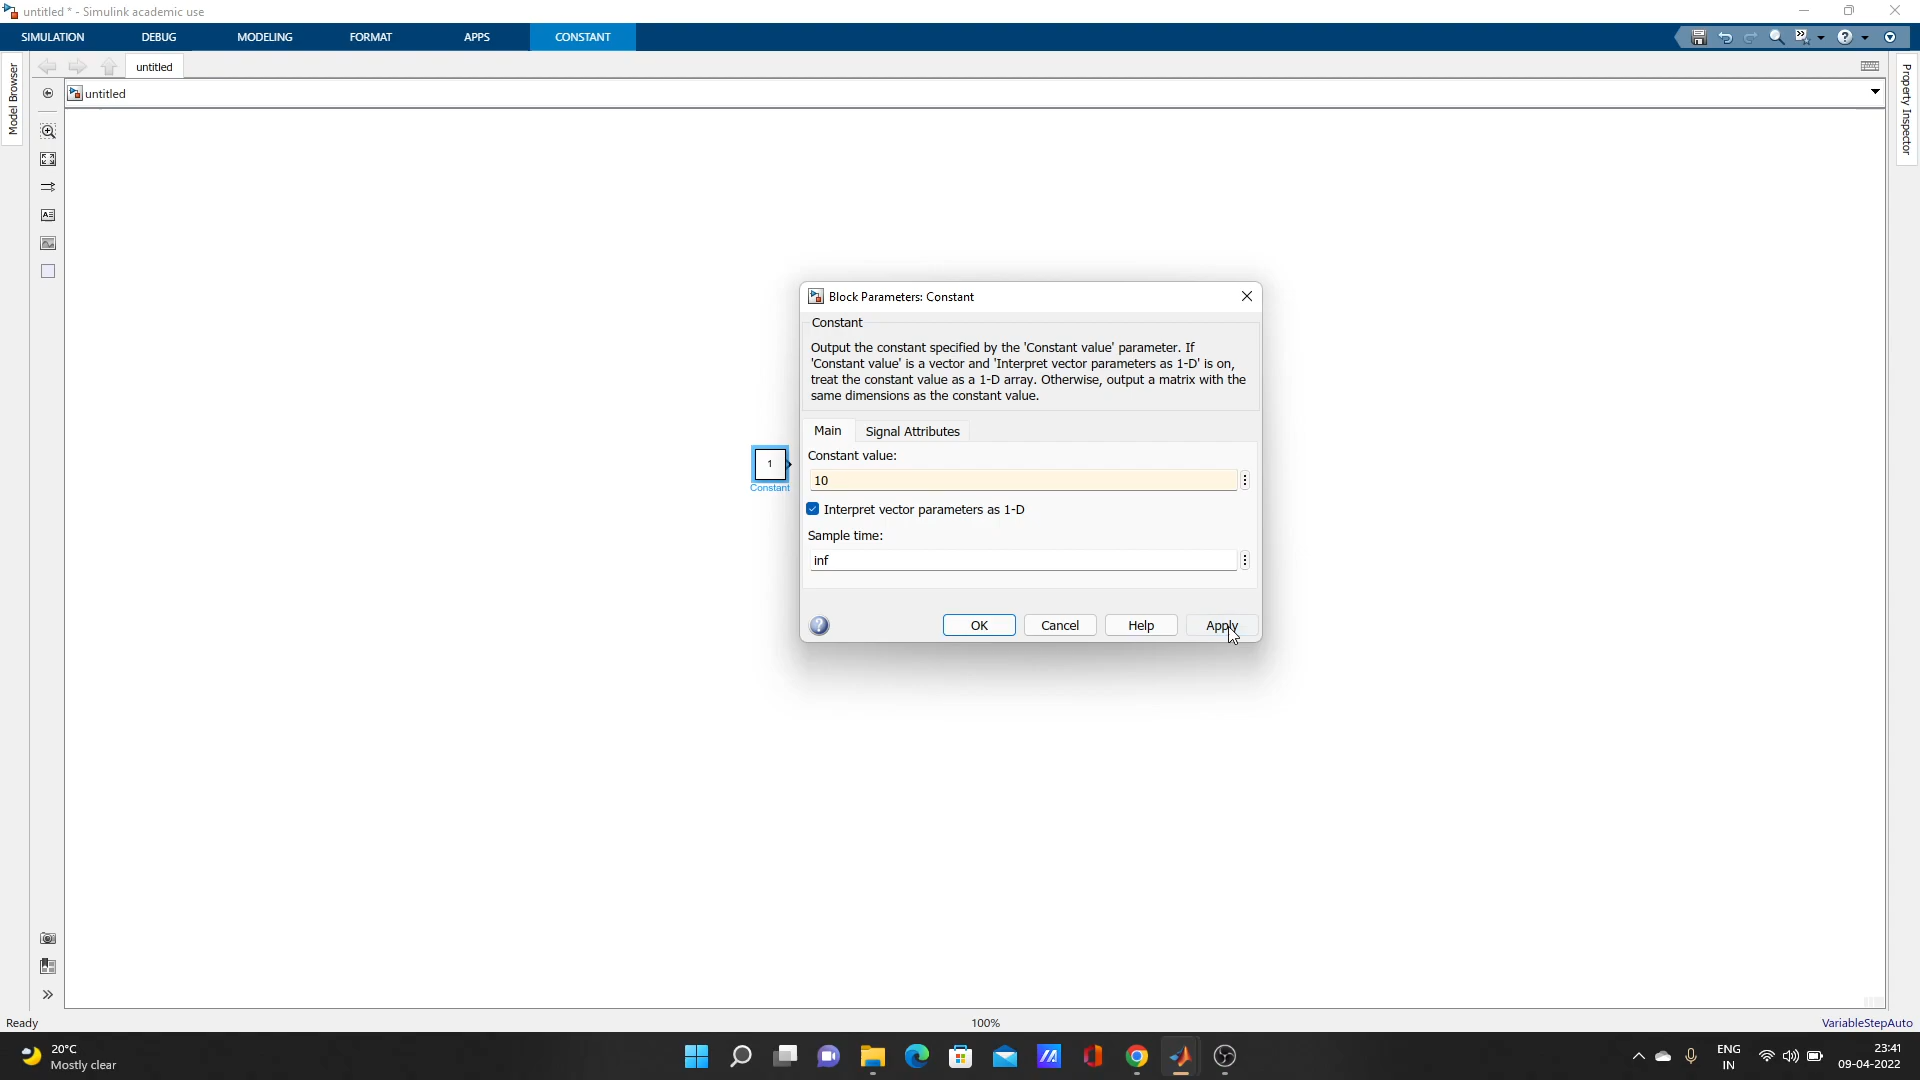 untitled * - Simulink academic use
SIMULATION DEBUG MODELING FORMAT APPS CONSTANT
untitled
untitled
Model Browser
Property Inspector
Block Parameters: Constant
Constant
Output the constant specified by the 'Constant value' parameter. If
'Constant value' is a vector and 'Interpret vector parameters as 1-D' is on,
treat the constant value as a 1-D array. Otherwise, output a matrix with the
same dimensions as the constant value.
Main Signal Attributes
Constant value:
10
1
Constant
Interpret vector parameters as 1-D
Sample time:
inf
OK Cancel Help Apply
Ready 100% VariableStepAuto
20°C
Mostly clear
ENG
IN
23:41
09-04-2022